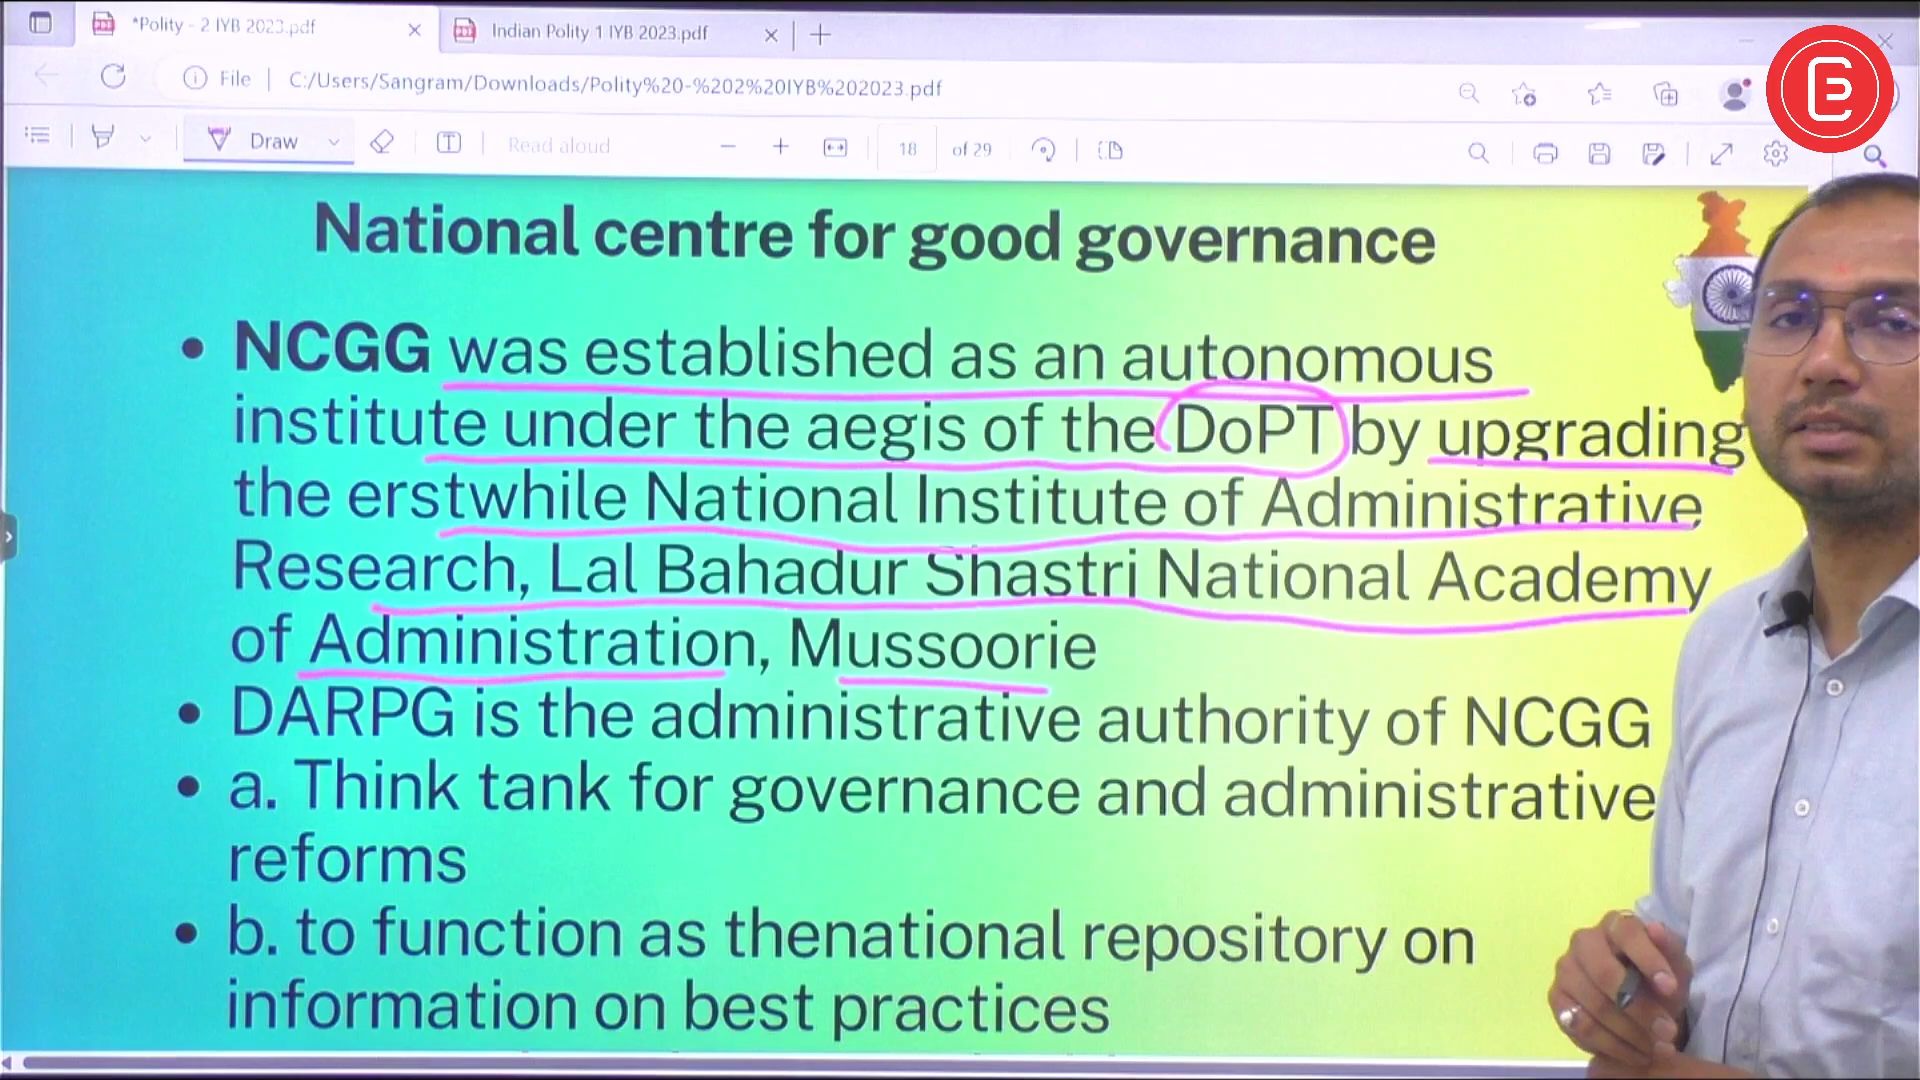 *Polity - 2 IYB 2023.pdf
Indian Polity 1 IYB 2023.pdf
File
C:/Users/Sangram/Downloads/Polity%20-%202%20IYB%202023.pdf
Draw
Read aloud
18
of 29
National centre for good governance
• NCGG was established as an autonomous
institute under the aegis of the DoPT by upgrading
the erstwhile National Institute of Administrative
Research, Lal Bahadur Shastri National Academy
of Administration, Mussoorie
• DARPG is the administrative authority of NCGG
• a. Think tank for governance and administrative
reforms
• b. to function as thenational repository on
information on best practices